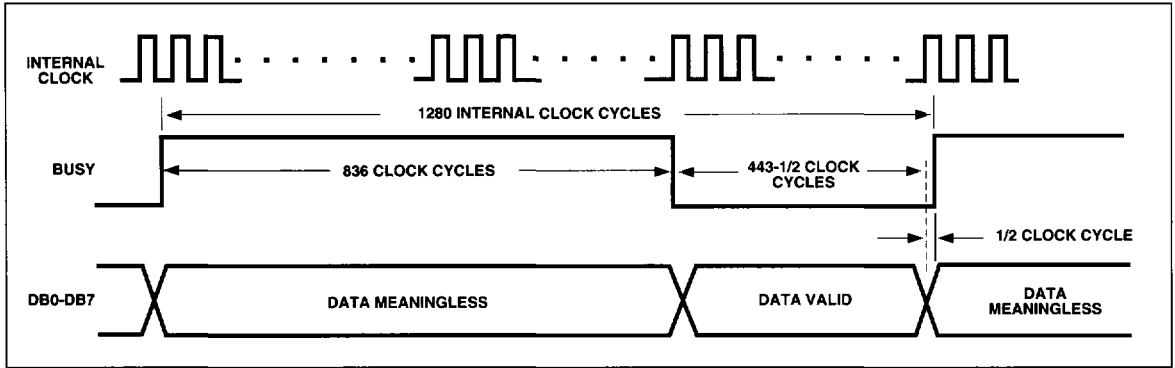 INTERNAL
CLOCK
1280 INTERNAL CLOCK CYCLES
BUSY
836 CLOCK CYCLES
443-1/2 CLOCK
CYCLES
1/2 CLOCK CYCLE
DB0-DB7
DATA MEANINGLESS
DATA VALID
DATA
MEANINGLESS